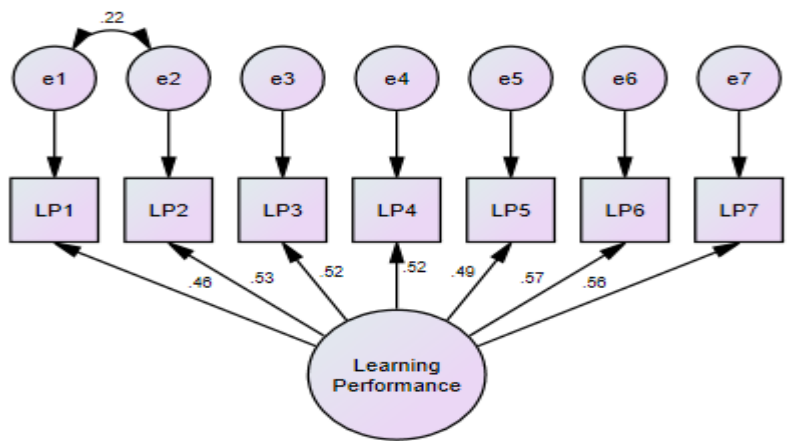 .22
e1 e2 e3 e4 e5 e6 e7
LP1 LP2 LP3 LP4 LP5 LP6 LP7
.46 .53 .52 .52 .49 .57 .56
Learning
Performance